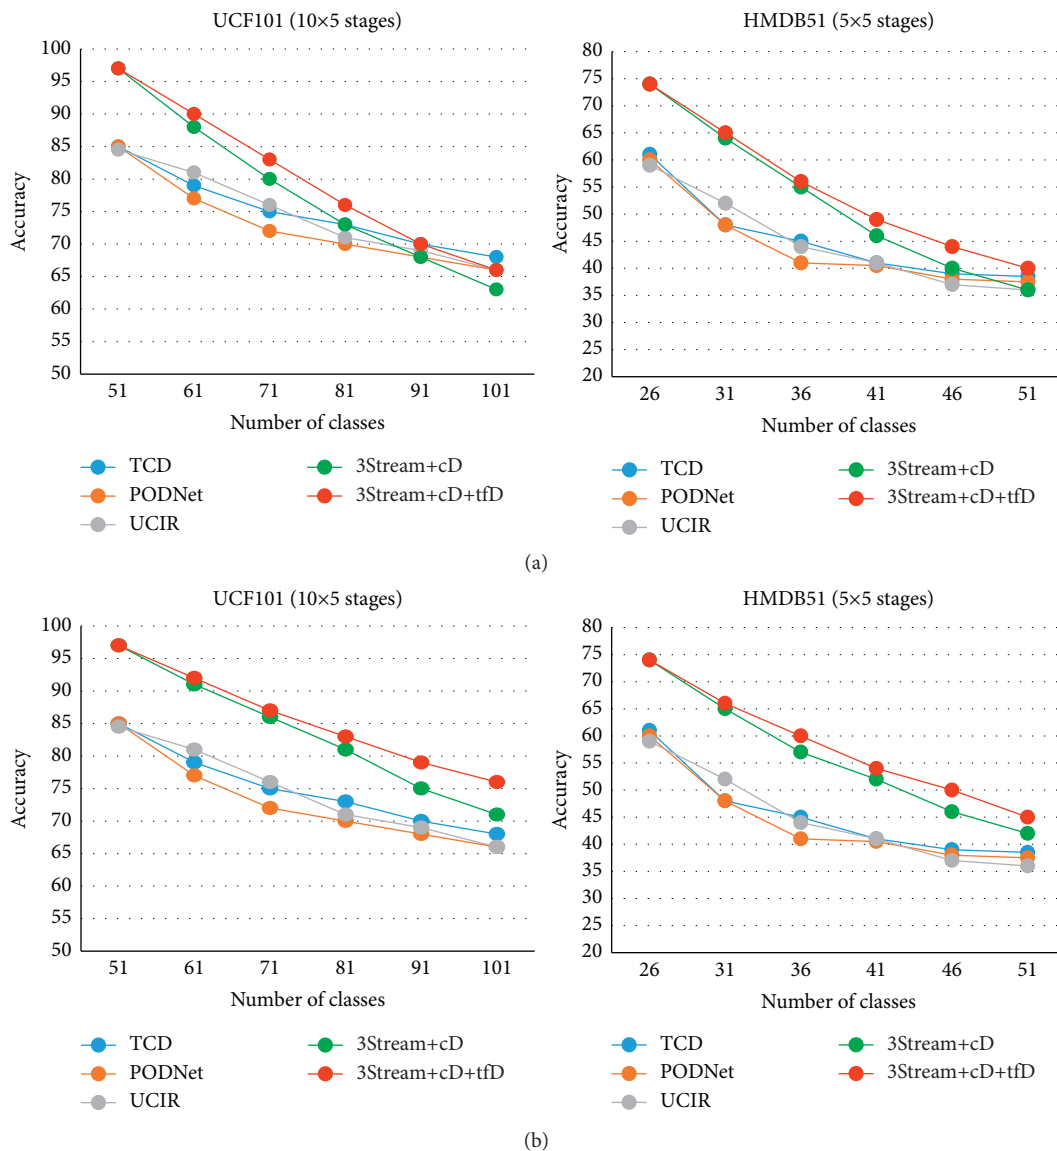 UCF101 (10×5 stages)
100
95
90
85
80
75
70
65
60
55
50
Accuracy
51 61 71 81 91 101
Number of classes
TCD
PODNet
UCIR
3Stream+cD
3Stream+cD+tfD
HMDB51 (5×5 stages)
80
75
70
65
60
55
50
45
40
35
30
25
20
Accuracy
26 31 36 41 46 51
Number of classes
TCD
PODNet
UCIR
3Stream+cD
3Stream+cD+tfD
(a)
UCF101 (10×5 stages)
100
95
90
85
80
75
70
65
60
55
50
Accuracy
51 61 71 81 91 101
Number of classes
TCD
PODNet
UCIR
3Stream+cD
3Stream+cD+tfD
HMDB51 (5×5 stages)
80
75
70
65
60
55
50
45
40
35
30
25
20
Accuracy
26 31 36 41 46 51
Number of classes
TCD
PODNet
UCIR
3Stream+cD
3Stream+cD+tfD
(b)